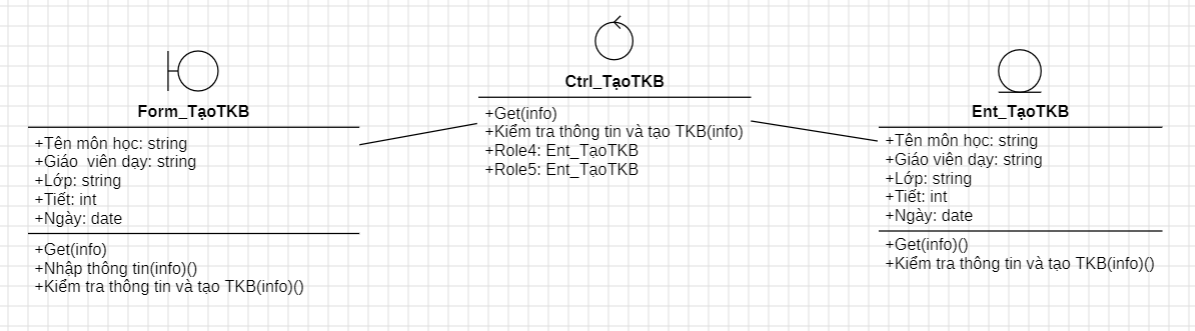 Form_TạoTKB
+Tên môn học: string
+Giáo  viên dạy: string
+Lớp: string
+Tiết: int
+Ngày: date
+Get(info)
+Nhập thông tin(info)()
+Kiểm tra thông tin và tạo TKB(info)()
Ctrl_TạoTKB
+Get(info)
+Kiểm tra thông tin và tạo TKB(info)
+Role4: Ent_TạoTKB
+Role5: Ent_TạoTKB
Ent_TạoTKB
+Tên môn học: string
+Giáo viên dạy: string
+Lớp: string
+Tiết: int
+Ngày: date
+Get(info)()
+Kiểm tra thông tin và tạo TKB(info)()